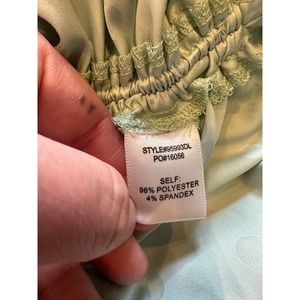 STYLE#95993DL
PO#16056
SELF:
96% POLYESTER
4% SPANDEX